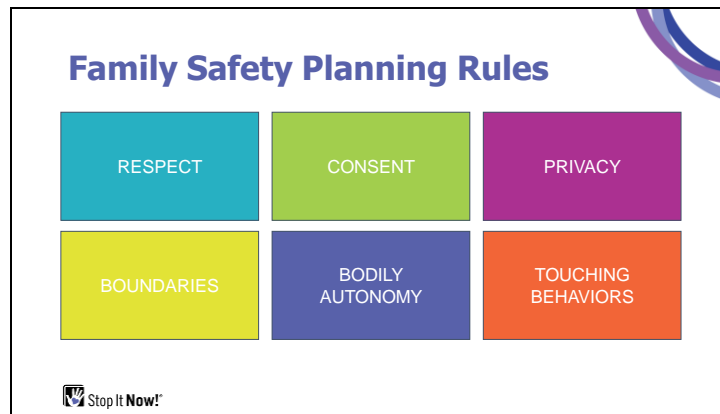 Family Safety Planning Rules
RESPECT
CONSENT
PRIVACY
BOUNDARIES
BODILY
AUTONOMY
TOUCHING
BEHAVIORS
Stop It Now!®